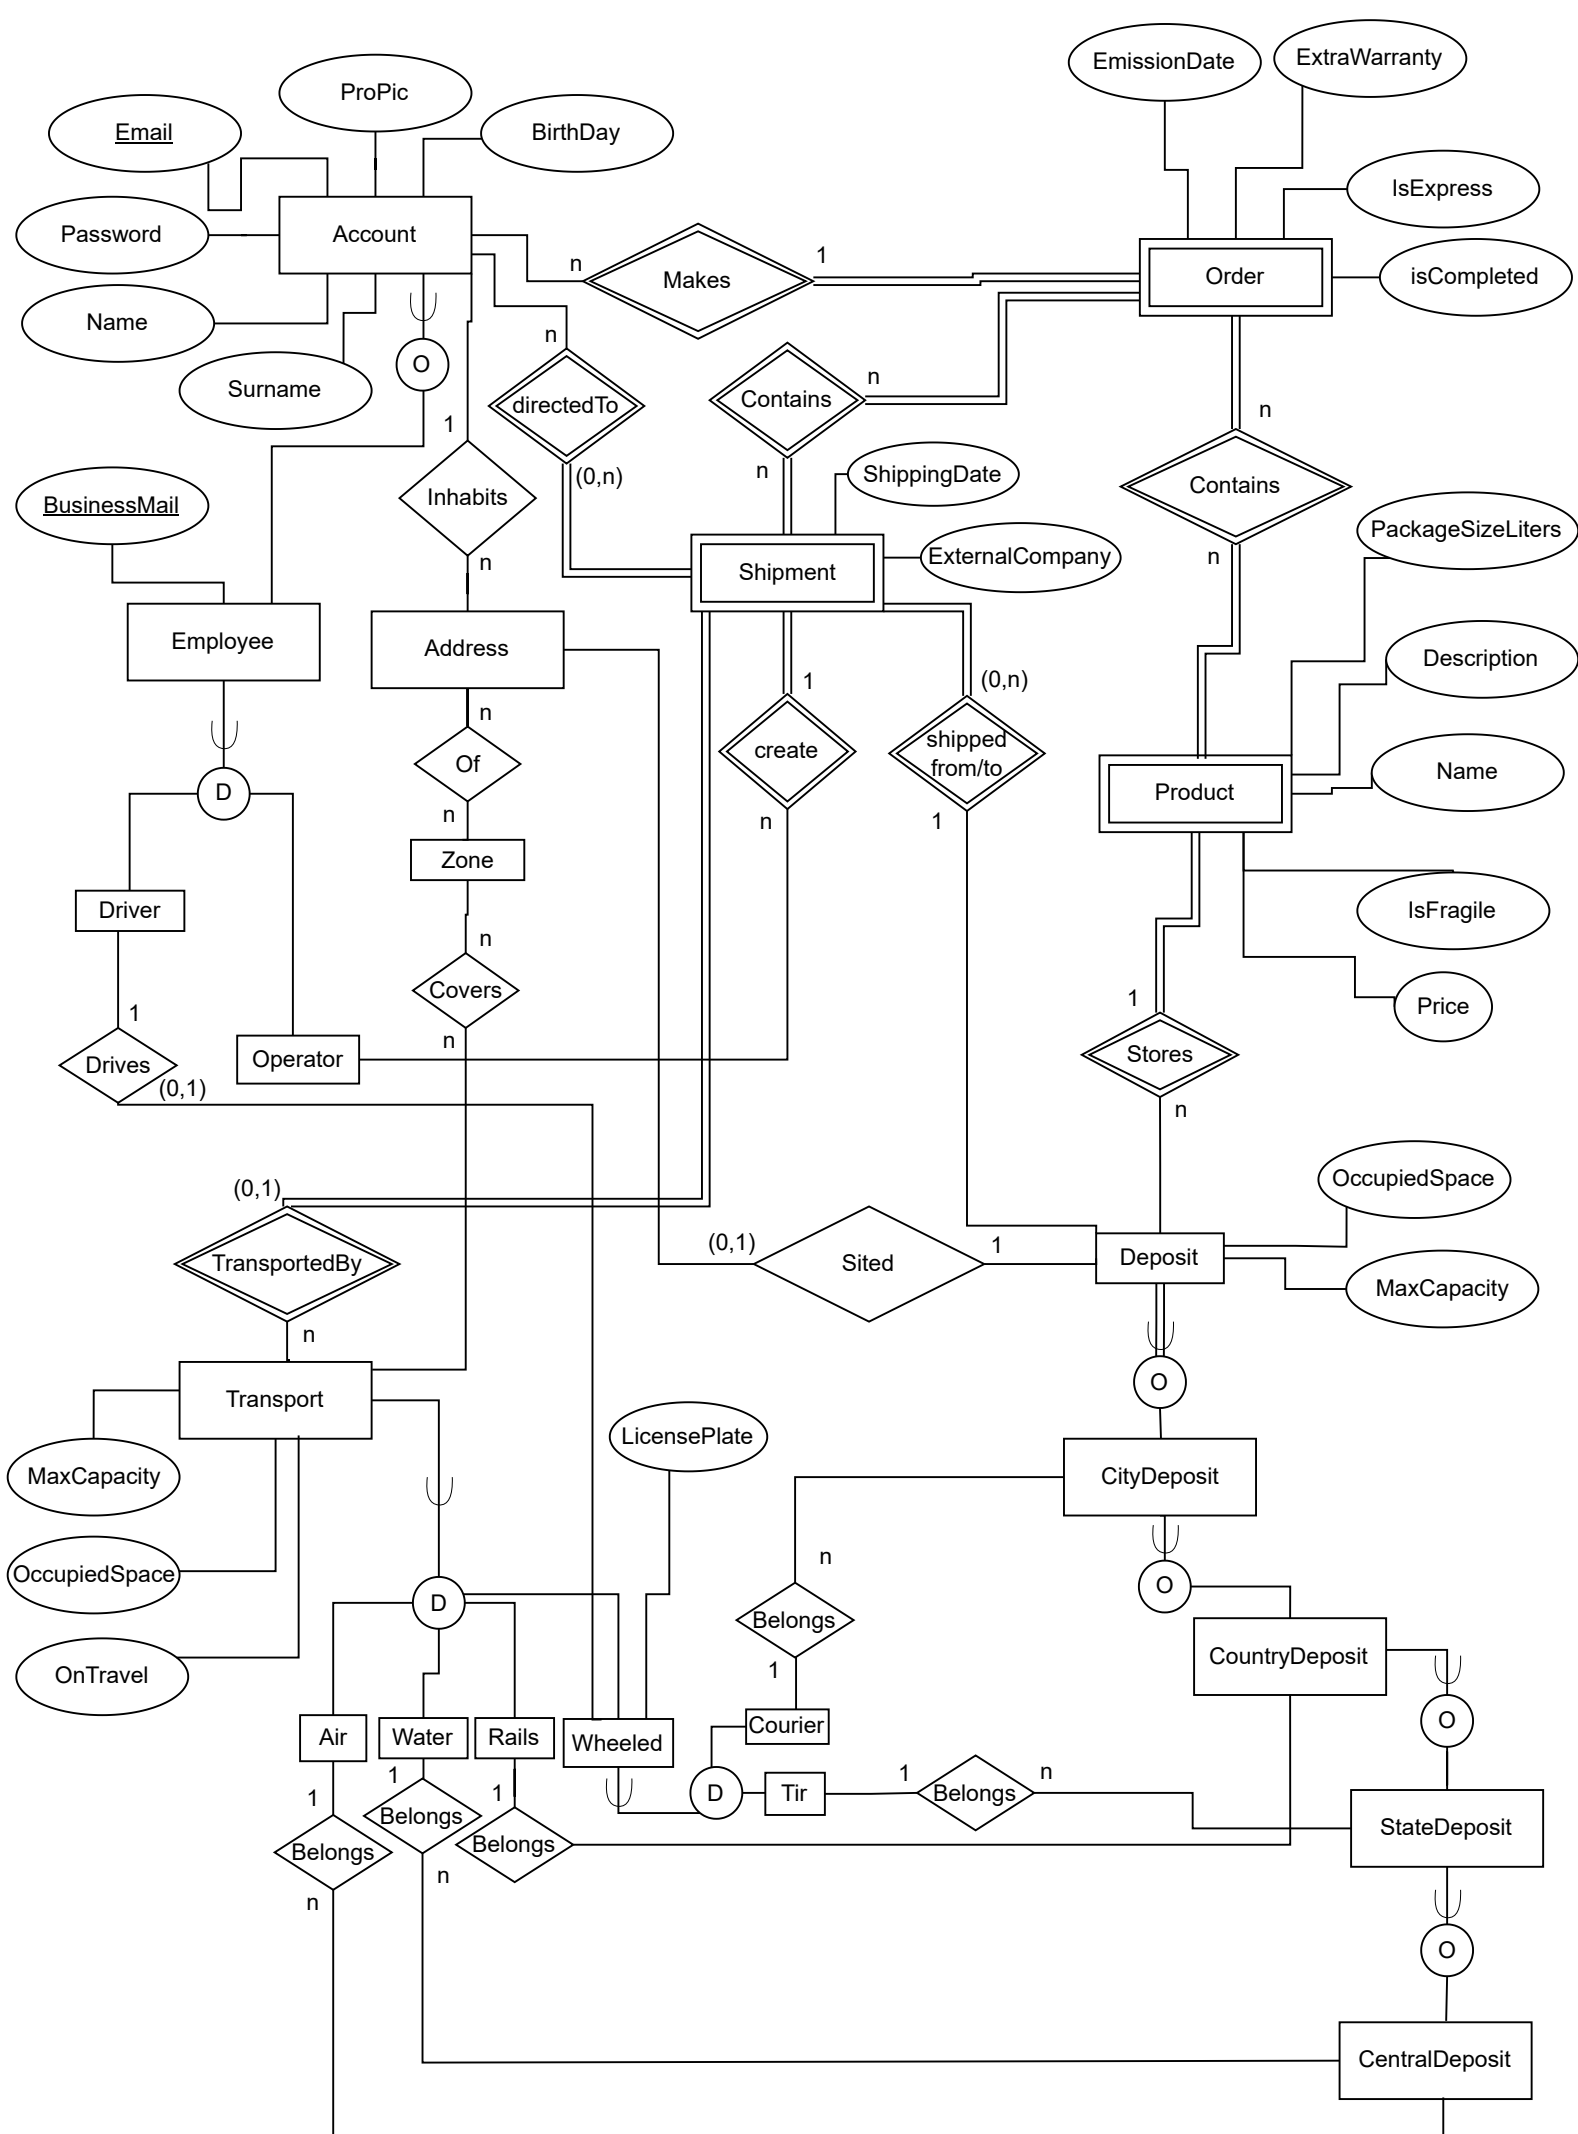 EmissionDate
ExtraWarranty
ProPic
Email
BirthDay
IsExpress
Password
Account
1
n
Makes
Order
isCompleted
Name
n
O
Surname
directedTo
n
Contains
n
1
(0,n)
n
ShippingDate
Contains
BusinessMail
Inhabits
PackageSizeLiters
n
ExternalCompany
n
Shipment
Employee
Address
Description
1
(0,n)
n
shipped
from/to
create
Of
Name
D
Product
n
n
1
Zone
Driver
IsFragile
n
Covers
1
Price
1
n
Operator
Drives
Stores
(0,1)
n
OccupiedSpace
(0,1)
(0,1)
1
TransportedBy
Sited
Deposit
MaxCapacity
n
O
Transport
LicensePlate
MaxCapacity
CityDeposit
n
OccupiedSpace
D
O
Belongs
CountryDeposit
OnTravel
1
O
Courier
Air
Water
Rails
Wheeled
1
1
1
D
Tir
1
Belongs
n
Belongs
Belongs
Belongs
StateDeposit
n
n
O
CentralDeposit